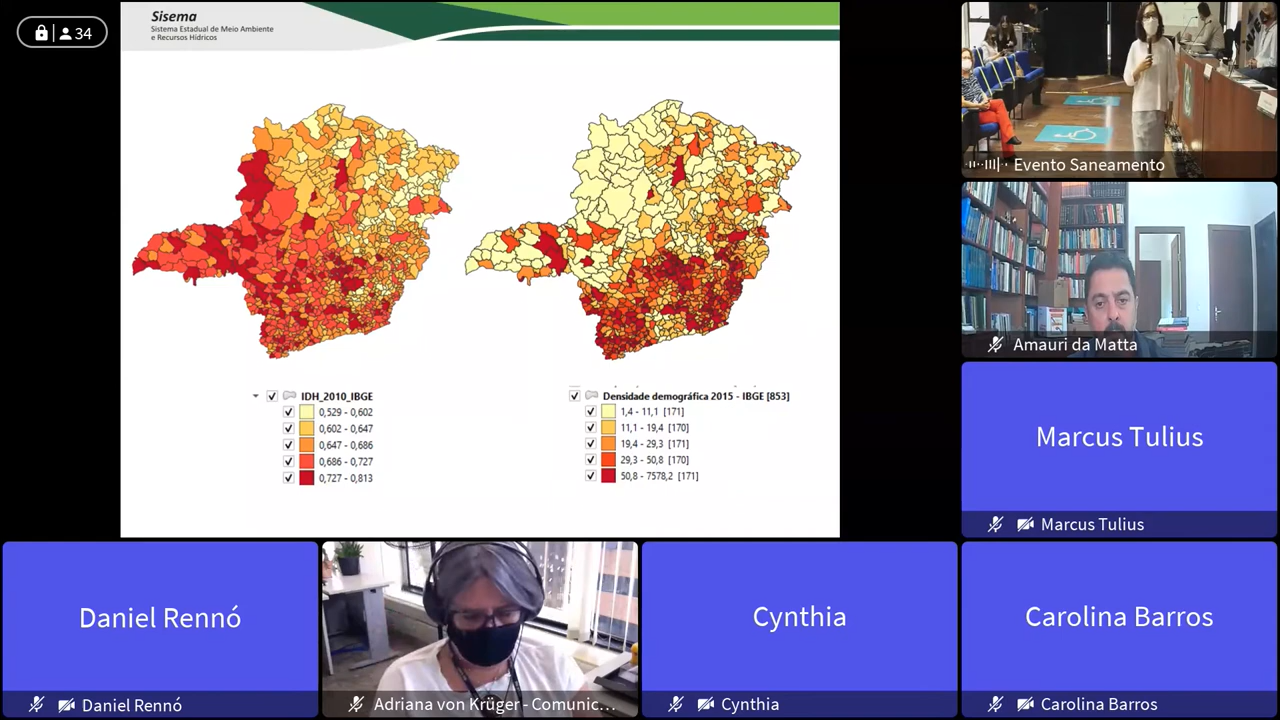 34
Sisema
Sistema Estadual de Meio Ambiente
e Recursos Hídricos
IDH_2010_IBGE
0,529 - 0,602
0,602 - 0,647
0,647 - 0,686
0,686 - 0,727
0,727 - 0,813
Densidade demográfica 2015 - IBGE [853]
1,4 - 11,1 [171]
11,1 - 19,4 [170]
19,4 - 29,3 [171]
29,3 - 50,8 [170]
50,8 - 7578,2 [171]
Evento Saneamento
Amauri da Matta
Marcus Tulius
Marcus Tulius
Daniel Rennó
Daniel Rennó
Adriana von Krüger - Comunic...
Cynthia
Cynthia
Carolina Barros
Carolina Barros